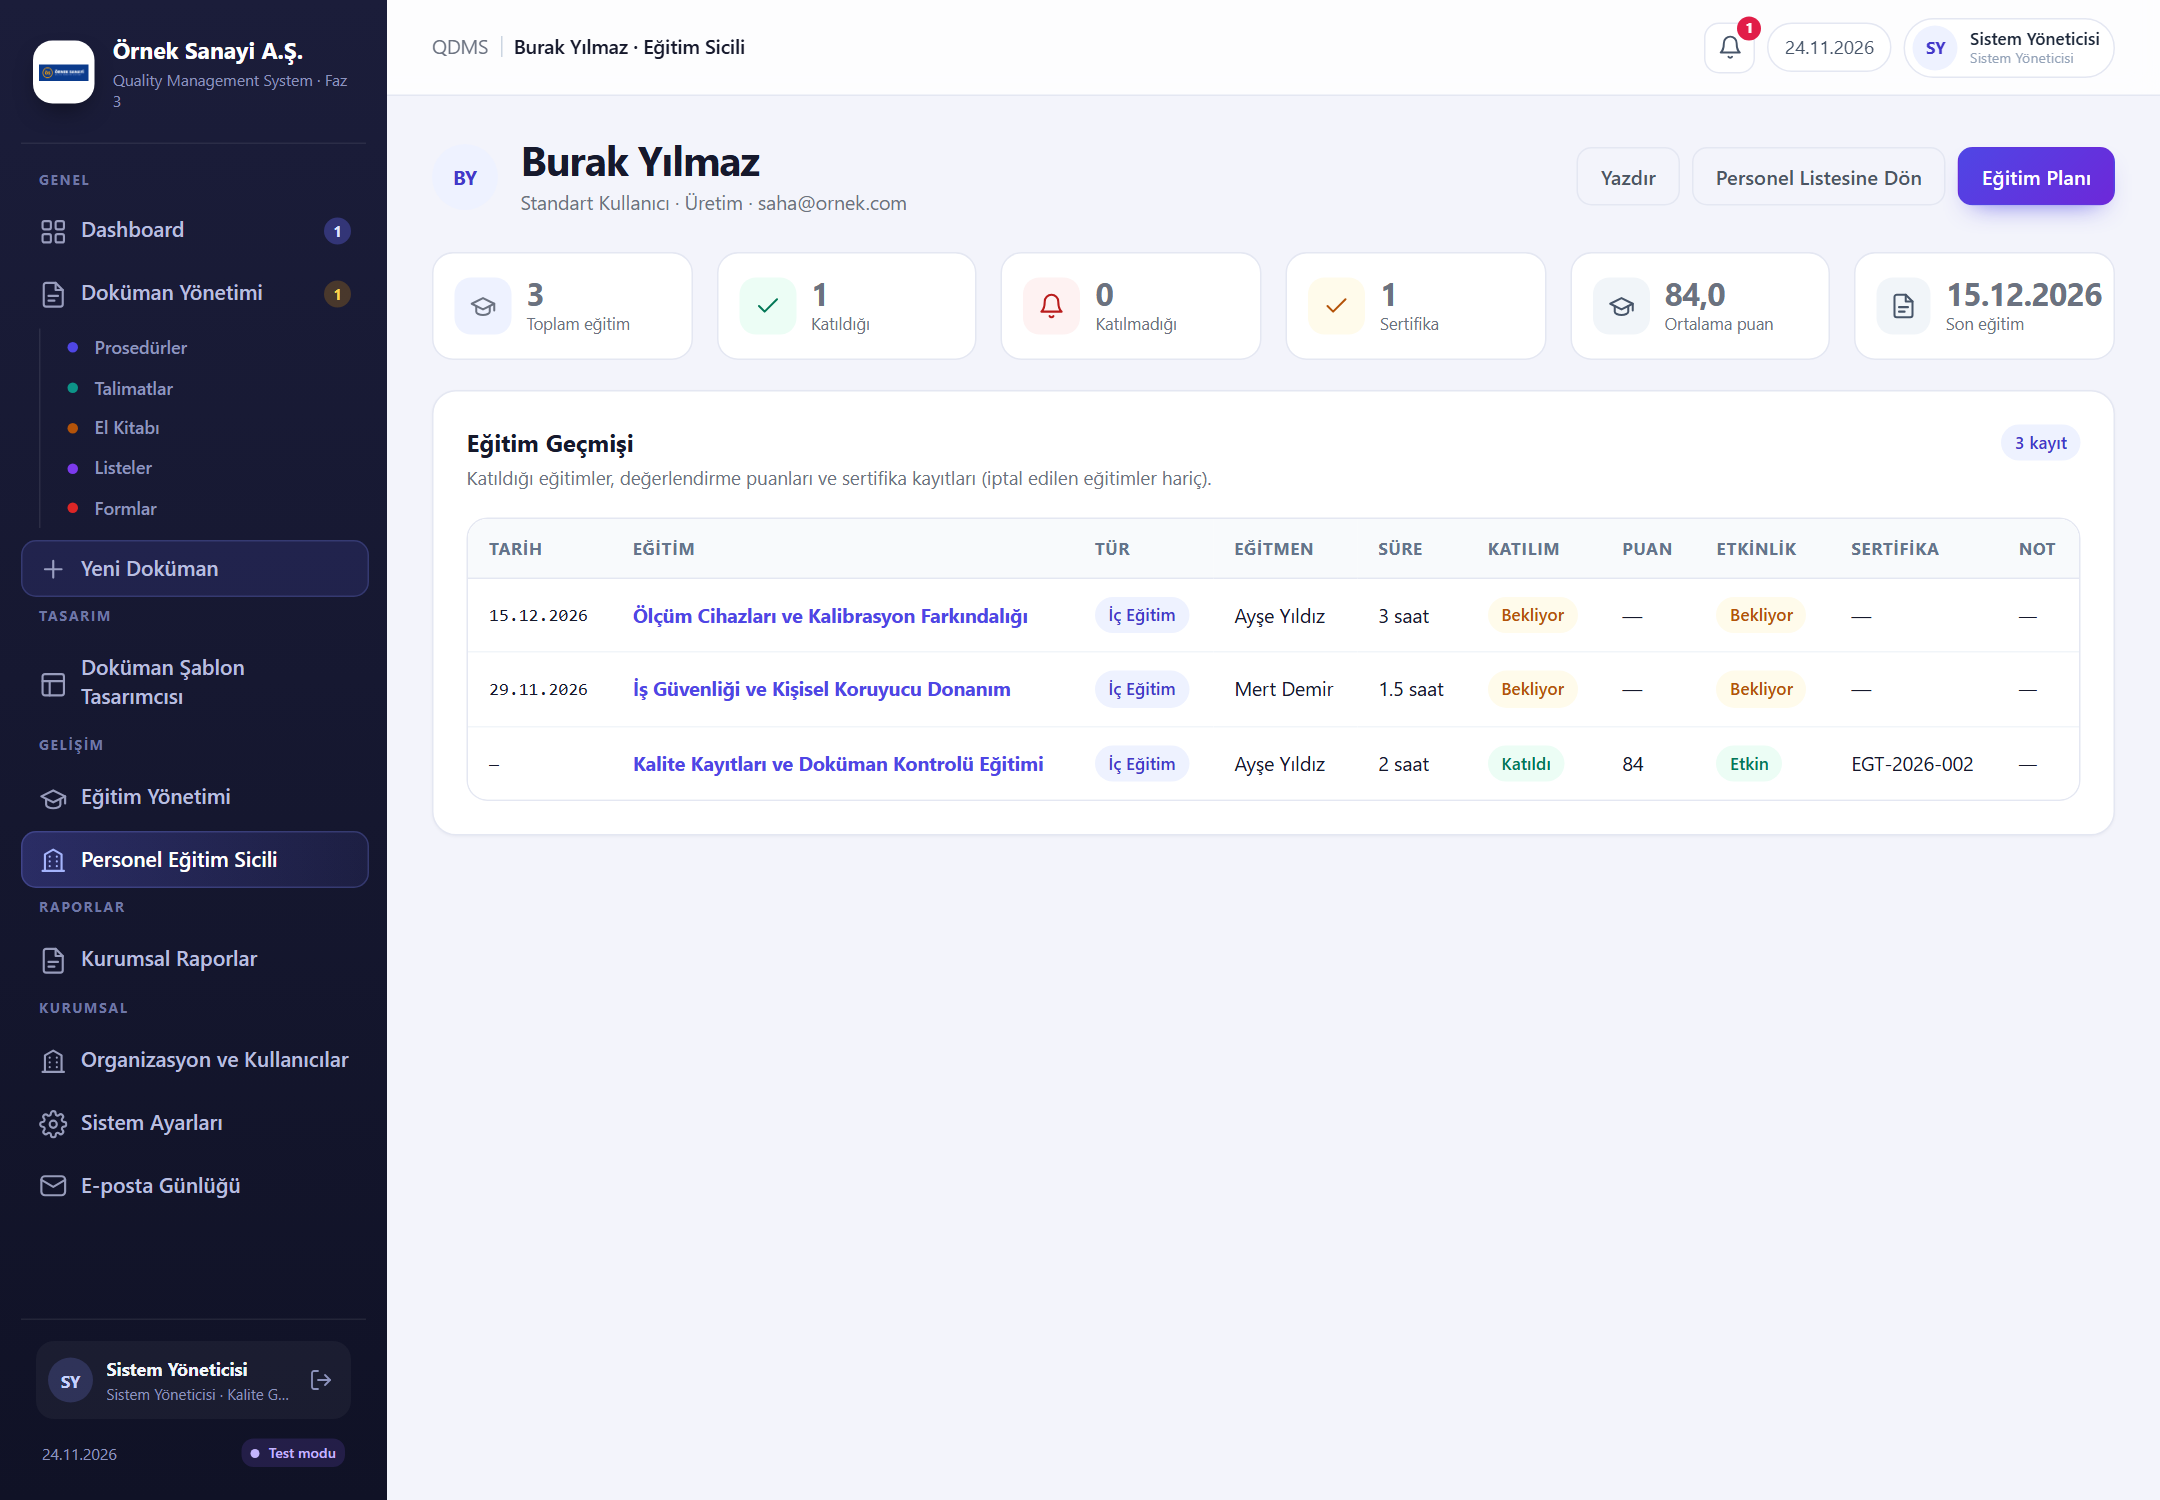 Örnek Sanayi A.Ş.
Quality Management System · Faz
3
GENEL
Dashboard 1
Doküman Yönetimi 1
Prosedürler
Talimatlar
El Kitabı
Listeler
Formlar
Yeni Doküman
TASARIM
Doküman Şablon
Tasarımcısı
GELİŞİM
Eğitim Yönetimi
Personel Eğitim Sicili
RAPORLAR
Kurumsal Raporlar
KURUMSAL
Organizasyon ve Kullanıcılar
Sistem Ayarları
E-posta Günlüğü
SY Sistem Yöneticisi
Sistem Yöneticisi · Kalite G...
24.11.2026 Test modu
QDMS Burak Yılmaz · Eğitim Sicili
1
24.11.2026
SY Sistem Yöneticisi
Sistem Yöneticisi
BY Burak Yılmaz
Standart Kullanıcı · Üretim · saha@ornek.com
Yazdır Personel Listesine Dön Eğitim Planı
3
Toplam eğitim
1
Katıldığı
0
Katılmadığı
1
Sertifika
84,0
Ortalama puan
15.12.2026
Son eğitim
Eğitim Geçmişi 3 kayıt
Katıldığı eğitimler, değerlendirme puanları ve sertifika kayıtları (iptal edilen eğitimler hariç).
TARİH EĞİTİM TÜR EĞİTMEN SÜRE KATILIM PUAN ETKİNLİK SERTİFİKA NOT
15.12.2026 Ölçüm Cihazları ve Kalibrasyon Farkındalığı İç Eğitim Ayşe Yıldız 3 saat Bekliyor — Bekliyor — —
29.11.2026 İş Güvenliği ve Kişisel Koruyucu Donanım İç Eğitim Mert Demir 1.5 saat Bekliyor — Bekliyor — —
– Kalite Kayıtları ve Doküman Kontrolü Eğitimi İç Eğitim Ayşe Yıldız 2 saat Katıldı 84 Etkin EGT-2026-002 —